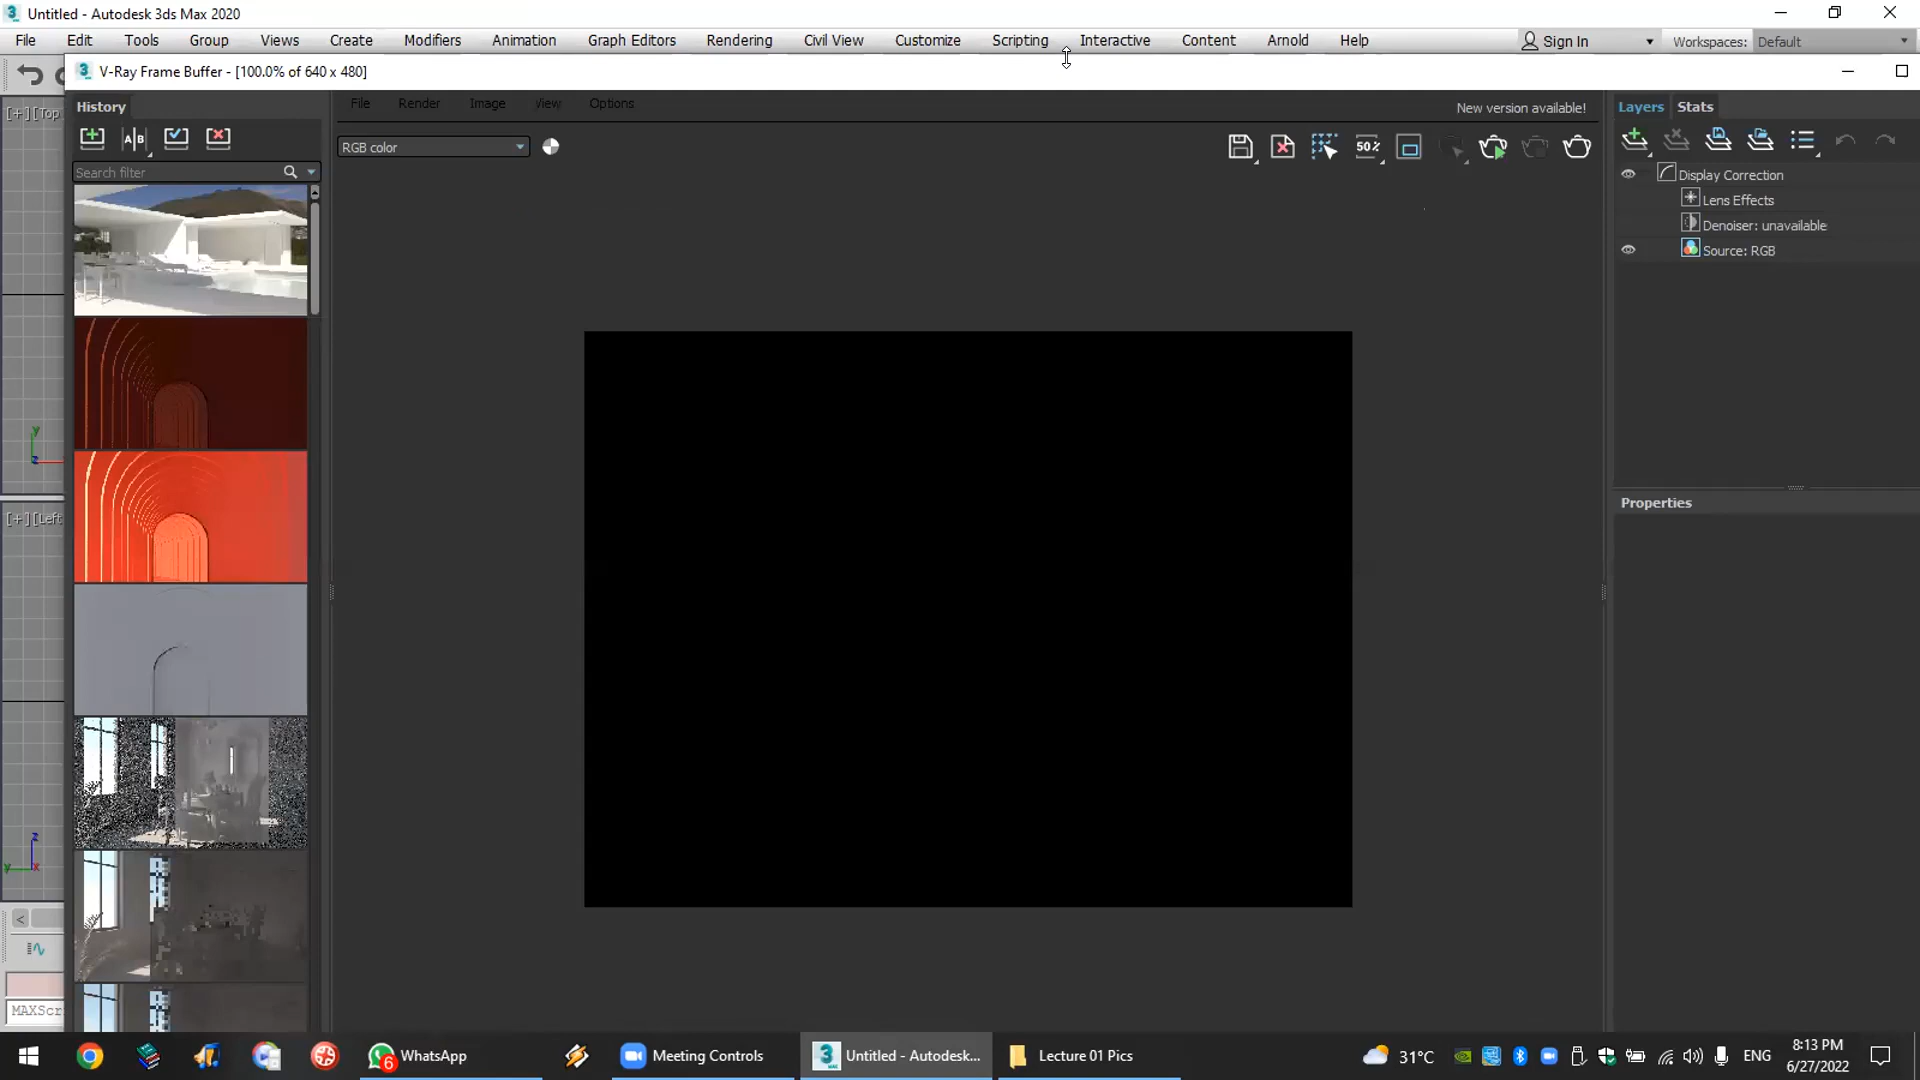 Untitled - Autodesk 3ds Max 2020
File Edit Tools Group Views Create Modifiers Animation Graph Editors Rendering Civil View Customize Scripting Interactive Content Arnold Help Sign In Workspaces: Default
V-Ray Frame Buffer - [100.0% of 640 x 480]
[+] [Top
History
File Render Image View Options
New version available!
Layers Stats
A|B
RGB color
50%
Search filter
Display Correction
Lens Effects
Denoiser: unavailable
Source: RGB
y
z
Properties
[+] [Left
z
y x
<
MAXScr
WhatsApp
6
Meeting Controls
3
MAX
Untitled - Autodesk...
Lecture 01 Pics
31°C
ENG
8:13 PM
6/27/2022